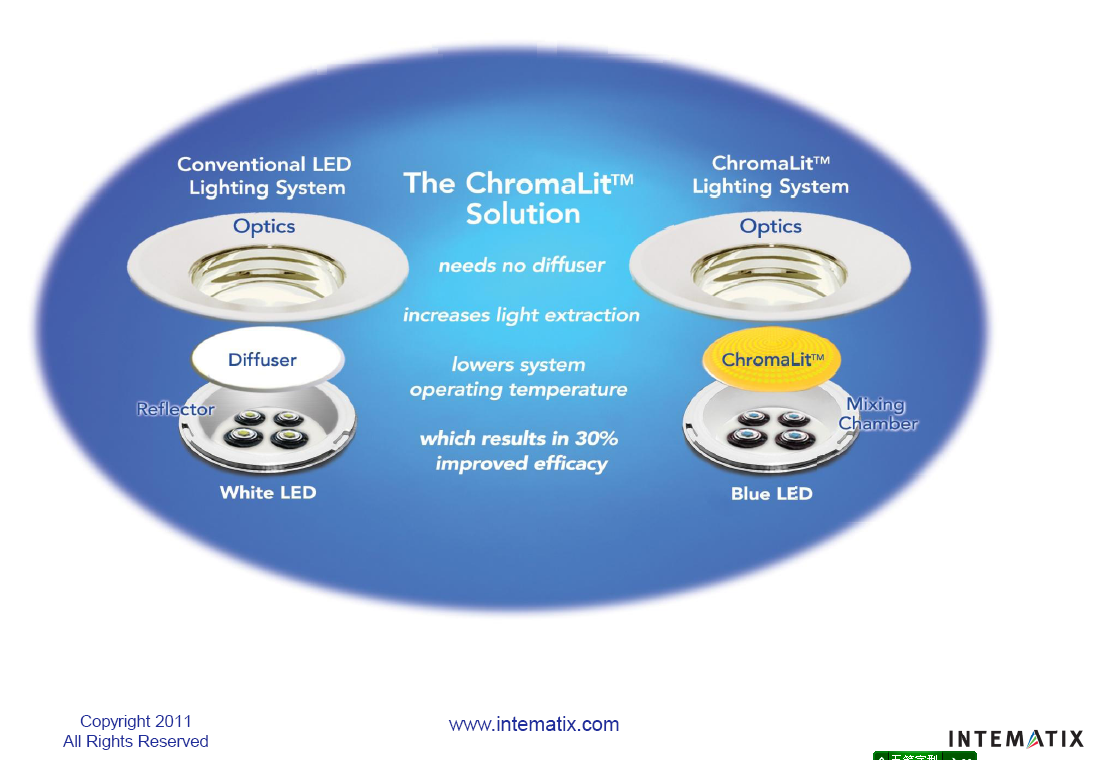 Conventional LED
Lighting System
Optics
Diffuser
Reflector
White LED
The ChromaLit™
Solution
needs no diffuser
increases light extraction
lowers system
operating temperature
which results in 30%
improved efficacy
ChromaLit™
Lighting System
Optics
ChromaLit™
Mixing
Chamber
Blue LED
Copyright 2011
All Rights Reserved
www.intematix.com
INTEMATIX